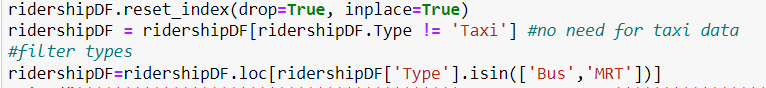 ridershipDF.reset_index(drop=True, inplace=True)
ridershipDF = ridershipDF[ridershipDF.Type != 'Taxi'] #no need for taxi data
#filter types
ridershipDF=ridershipDF.loc[ridershipDF['Type'].isin(['Bus','MRT'])]